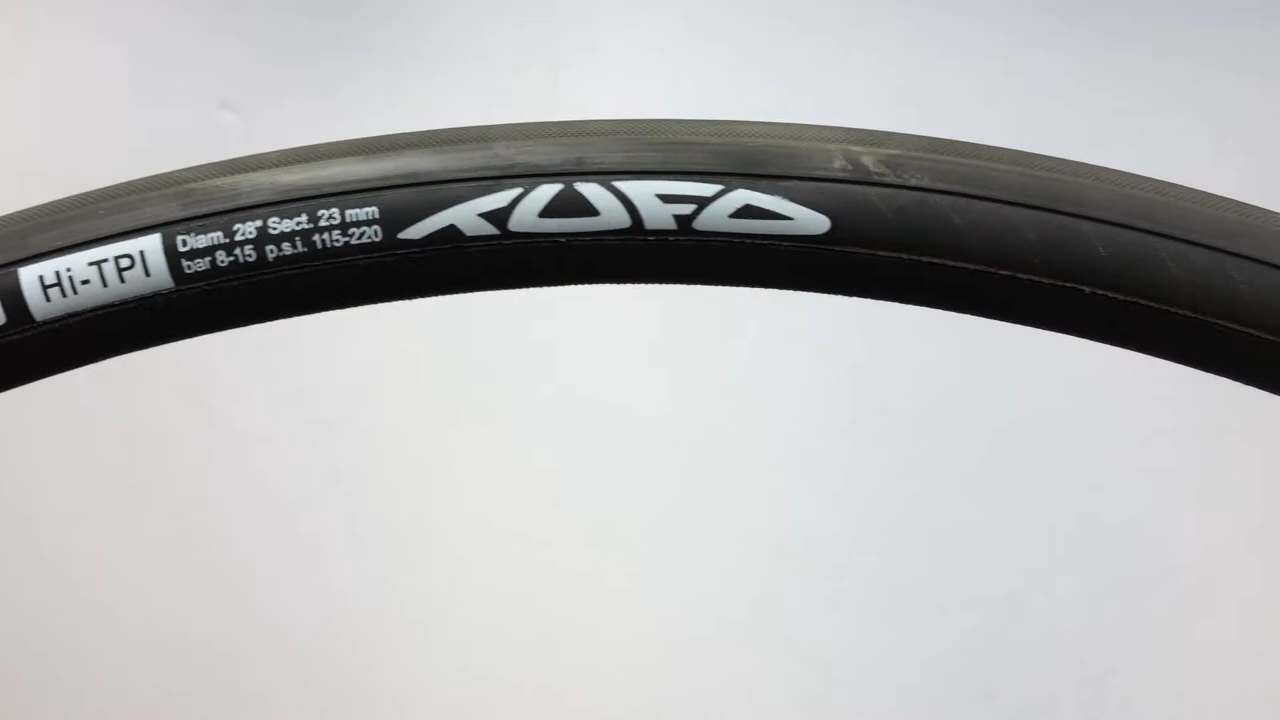 Hi-TPI
Diam. 28" Sect. 23 mm
bar 8-15 p.s.i. 115-220
TUFO